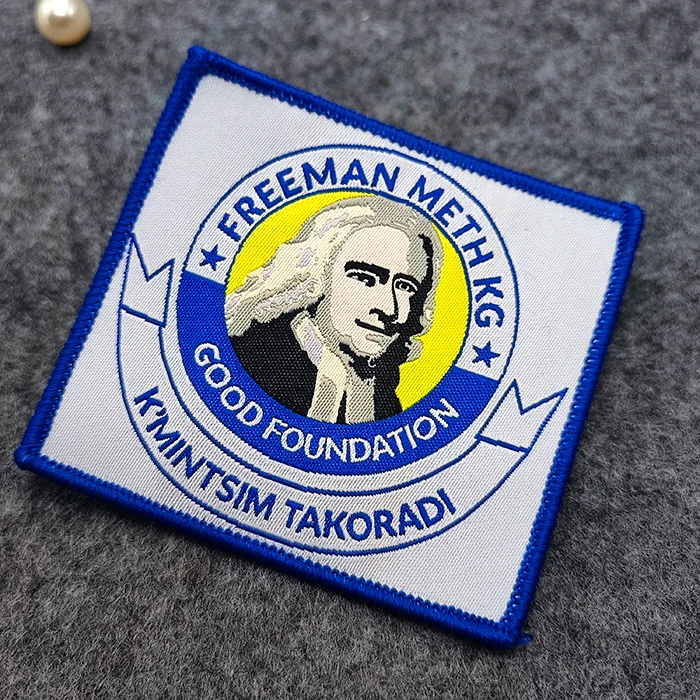 FREEMAN METH KG
GOOD FOUNDATION
K'MINTSIM TAKORADI